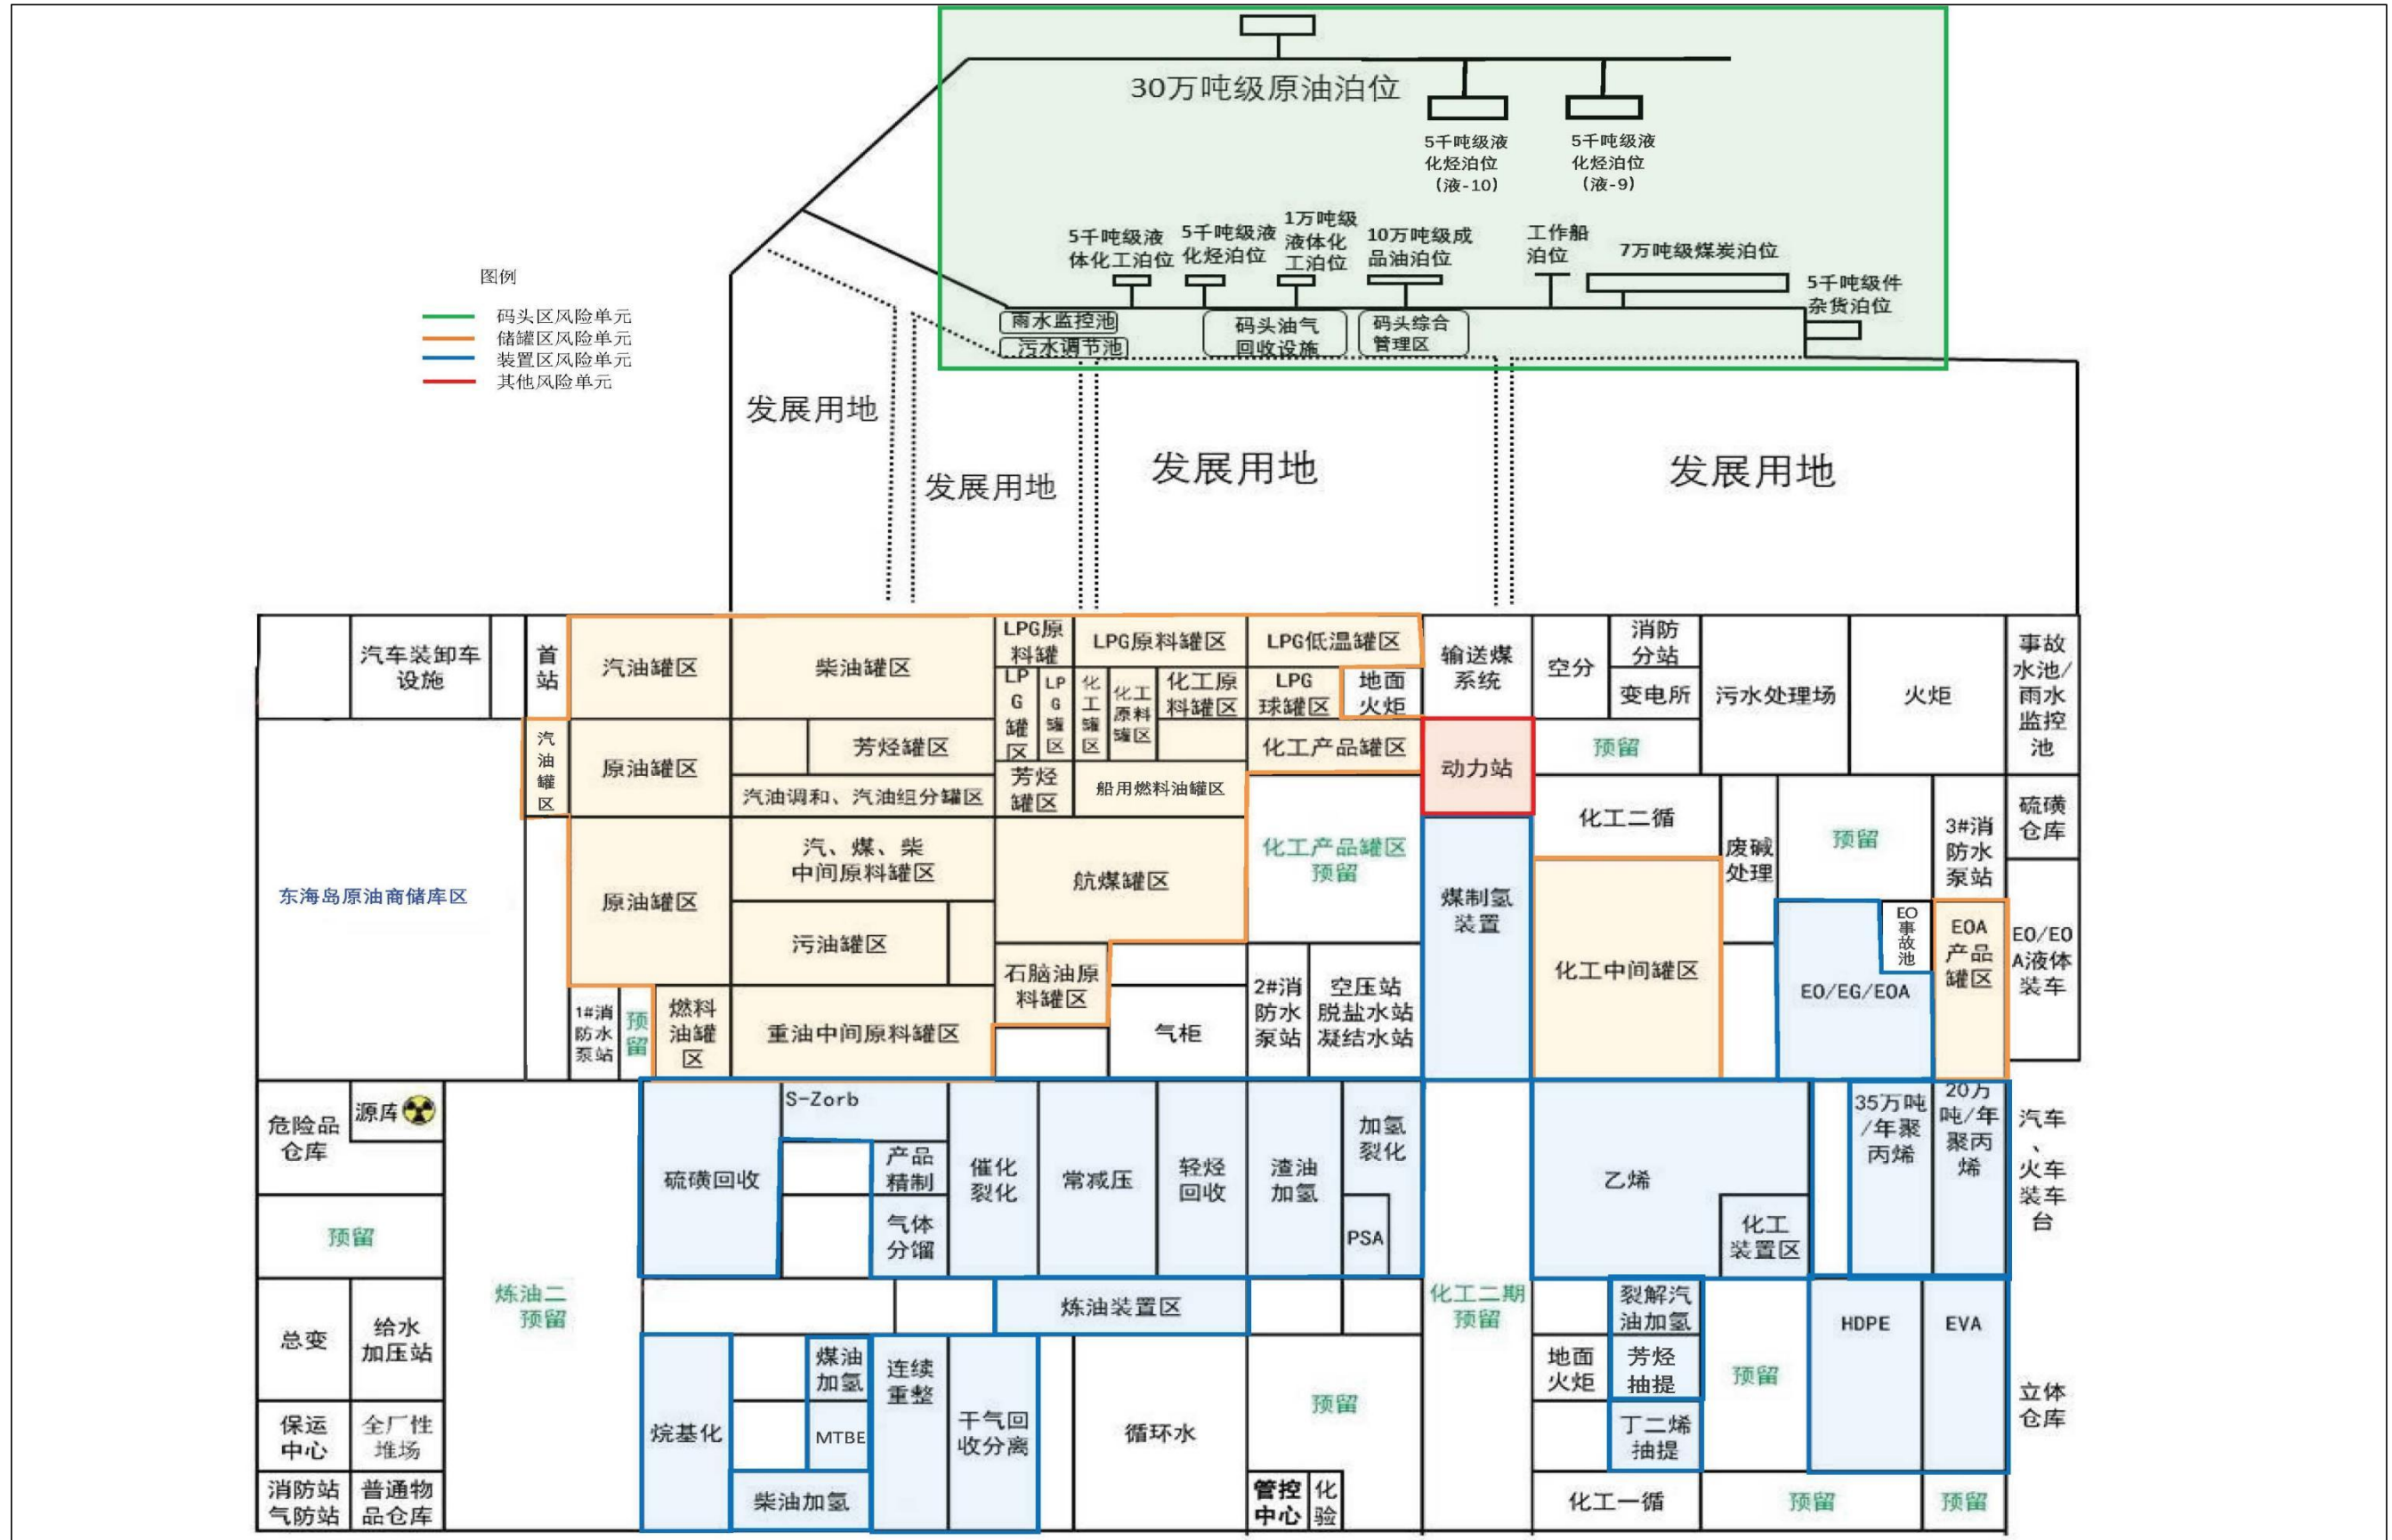 30万吨级原油泊位
5千吨级液
化烃泊位
（液-10）
5千吨级液
化烃泊位
（液-9）
5千吨级液
体化工泊位
5千吨级液
化烃泊位
1万吨级
液体化
工泊位
10万吨级成
品油泊位
工作船
泊位
7万吨级煤炭泊位
5千吨级件
杂货泊位
雨水监控池
污水调节池
码头油气
回收设施
码头综合
管理区
图例
码头区风险单元
储罐区风险单元
装置区风险单元
其他风险单元
发展用地
发展用地
发展用地
发展用地
汽车装卸车
设施
首
站
汽油罐区
柴油罐区
LPG原
料罐
LPG原料罐区
LPG低温罐区
输送煤
系统
空分
消防
分站
变电所
污水处理场
火炬
事故
水池/
雨水
监控
池
LP
G
罐
区
LP
G
罐
区
化
工
罐
区
化工
原料
罐区
化工原
料罐区
LPG
球罐区
地面
火炬
汽
油
罐
区
原油罐区
芳烃罐区
汽油调和、汽油组分罐区
芳烃
罐区
船用燃料油罐区
化工产品罐区
动力站
预留
东海岛原油商储库区
原油罐区
汽、煤、柴
中间原料罐区
航煤罐区
化工产品罐区
预留
煤制氢
装置
化工二循
废碱
处理
预留
3#消
防水
泵站
硫磺
仓库
污油罐区
石脑油原
料罐区
化工中间罐区
EO
事
故
池
EO/EG/EOA
EOA
产品
罐区
EO/EO
A液体
装车
1#消
防水
泵站
预
留
燃料
油罐
区
重油中间原料罐区
气柜
2#消
防水
泵站
空压站
脱盐水站
凝结水站
危险品
仓库
源库
硫磺回收
S-Zorb
产品
精制
气体
分馏
催化
裂化
常减压
轻烃
回收
渣油
加氢
加氢
裂化
PSA
乙烯
化工
装置区
35万吨
/年聚
丙烯
20万
吨/年
聚丙
烯
汽车
、
火车
装车
台
预留
炼油二
预留
炼油装置区
化工二期
预留
裂解汽
油加氢
HDPE
EVA
总变
给水
加压站
煤油
加氢
连续
重整
地面
火炬
芳烃
抽提
预留
预留
立体
仓库
保运
中心
全厂性
堆场
烷基化
MTBE
干气回
收分离
循环水
丁二烯
抽提
消防站
气防站
普通物
品仓库
柴油加氢
管控
中心
化
验
化工一循
预留
预留